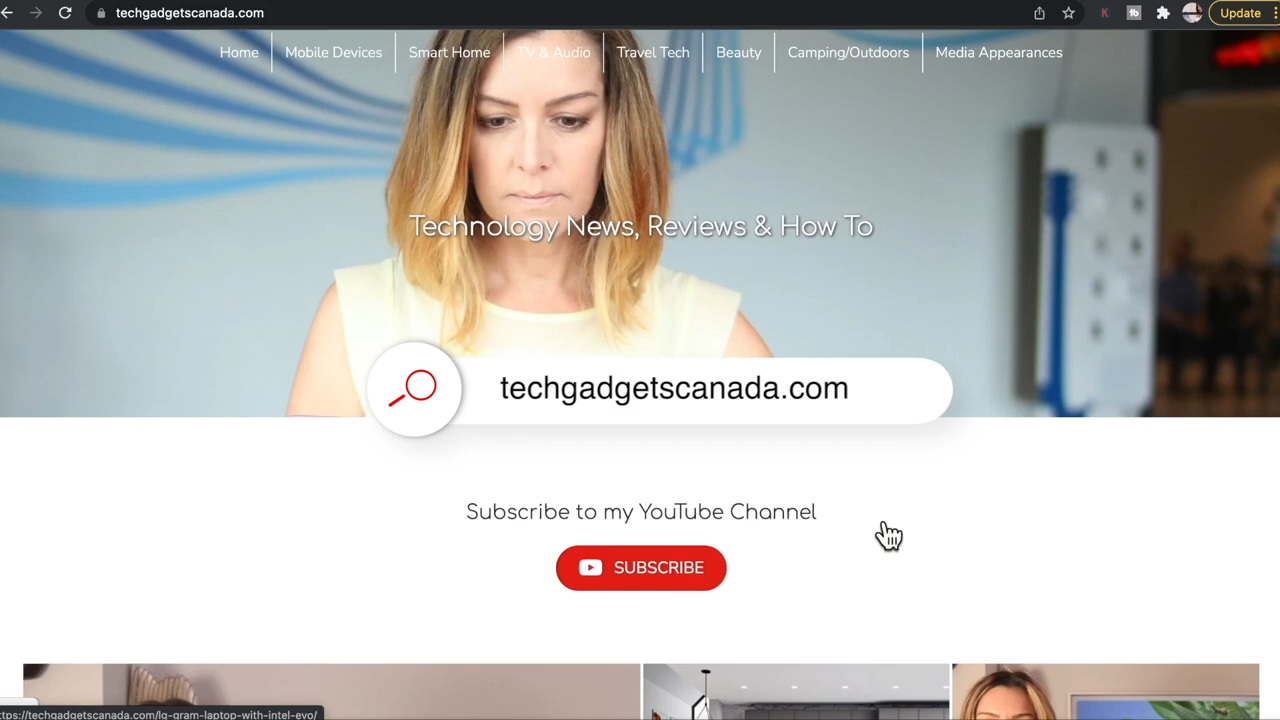 techgadgetscanada.com
Update
Home
Mobile Devices
Smart Home
TV & Audio
Travel Tech
Beauty
Camping/Outdoors
Media Appearances
Technology News, Reviews & How To
techgadgetscanada.com
Subscribe to my YouTube Channel
SUBSCRIBE
ttps://techgadgetscanada.com/lg-gram-laptop-with-intel-evo/